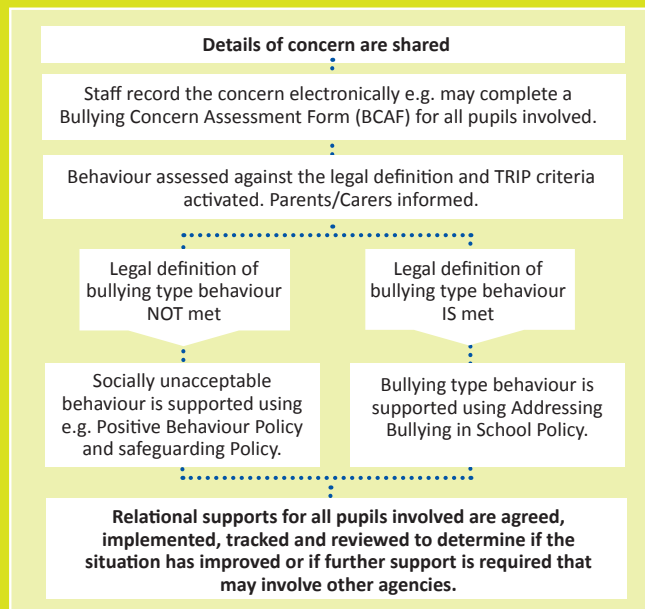 Details of concern are shared
Staff record the concern electronically e.g. may complete a
Bullying Concern Assessment Form (BCAF) for all pupils involved.
Behaviour assessed against the legal definition and TRIP criteria
activated. Parents/Carers informed.
Legal definition of
bullying type behaviour
NOT met
Legal definition of
bullying type behaviour
IS met
Socially unacceptable
behaviour is supported using
e.g. Positive Behaviour Policy
and safeguarding Policy.
Bullying type behaviour is
supported using Addressing
Bullying in School Policy.
Relational supports for all pupils involved are agreed,
implemented, tracked and reviewed to determine if the
situation has improved or if further support is required that
may involve other agencies.